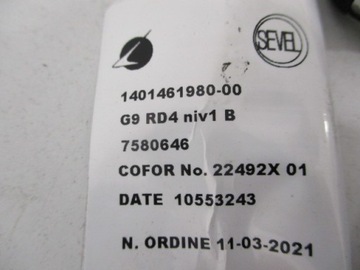 SEVEL
1401461980-00
G9 RD4 niv1 B
7580646
COFOR No. 22492X 01
DATE 10553243
N. ORDINE 11-03-2021